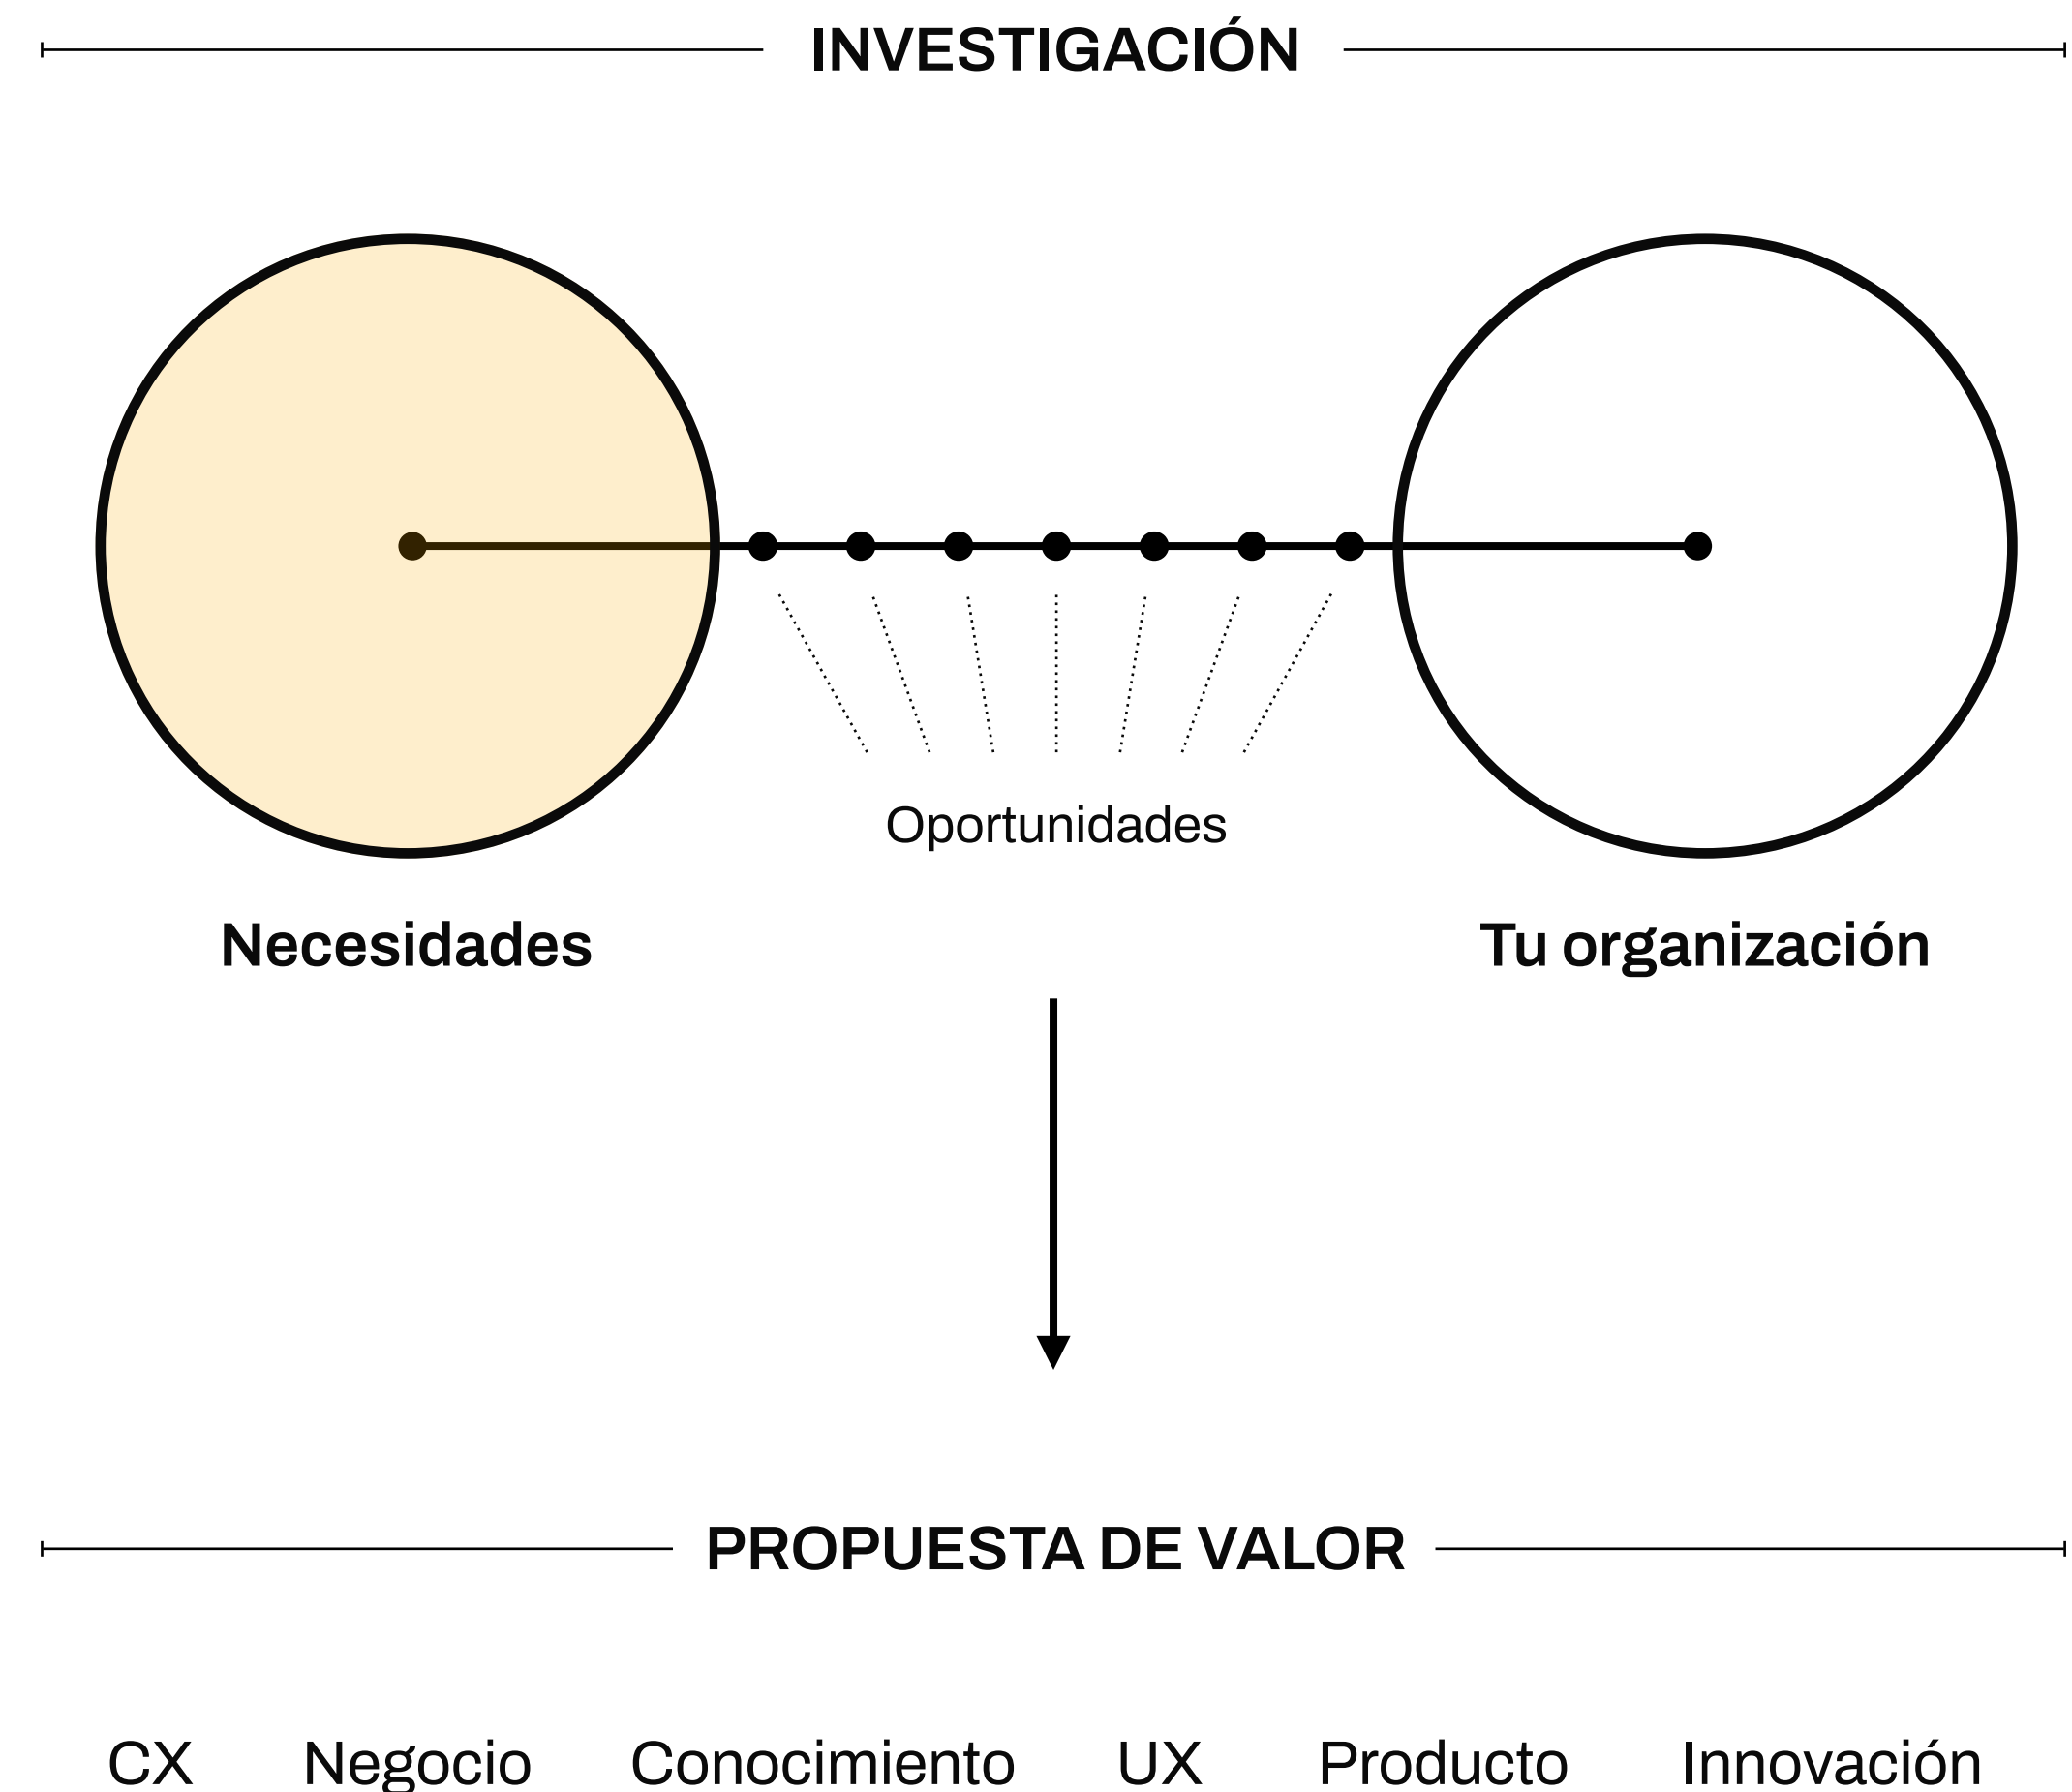 INVESTIGACIÓN
Oportunidades
Necesidades
Tu organización
PROPUESTA DE VALOR
CX Negocio Conocimiento UX Producto Innovación